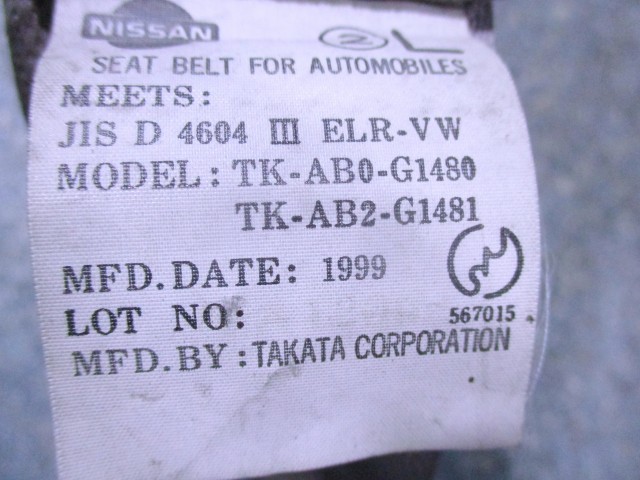 NISSAN
② L
SEAT BELT FOR AUTOMOBILES
MEETS:
JIS D 4604 III ELR-VW
MODEL: TK-AB0-G1480
TK-AB2-G1481
MFD.DATE: 1999
LOT NO:
567015
MFD.BY: TAKATA CORPORATION